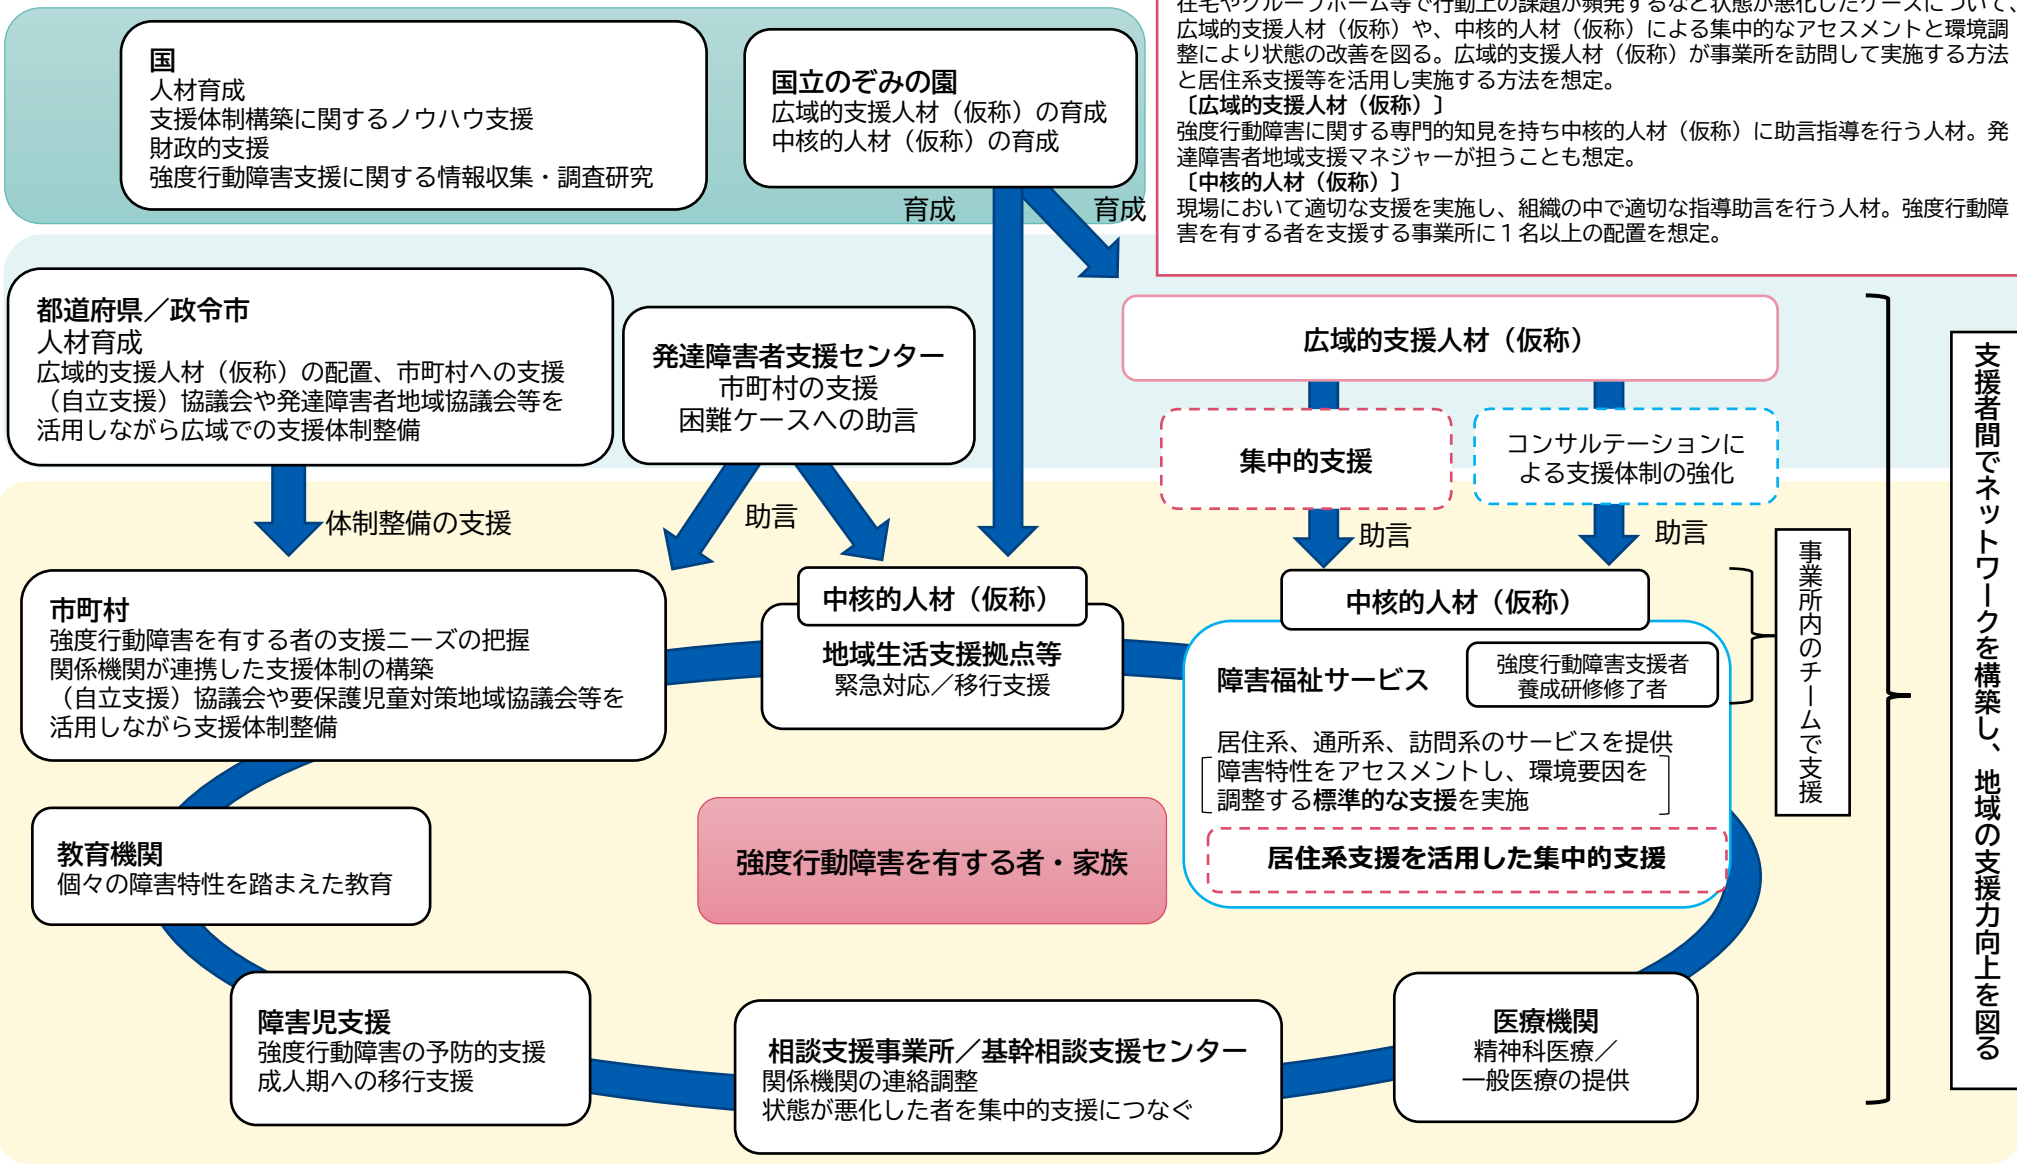 国
人材育成
支援体制構築に関するノウハウ支援
財政的支援
強度行動障害支援に関する情報収集・調査研究
国立のぞみの園
広域的支援人材（仮称）の育成
中核的人材（仮称）の育成
在宅やグループホーム等で行動上の課題が頻発するなど状態が悪化したケースについて、
広域的支援人材（仮称）や、中核的人材（仮称）による集中的なアセスメントと環境調
整により状態の改善を図る。広域的支援人材（仮称）が事業所を訪問して実施する方法
と居住系支援等を活用し実施する方法を想定。
〔広域的支援人材（仮称）〕
強度行動障害に関する専門的知見を持ち中核的人材（仮称）に助言指導を行う人材。発
達障害者地域支援マネジャーが担うことも想定。
〔中核的人材（仮称）〕
現場において適切な支援を実施し、組織の中で適切な指導助言を行う人材。強度行動障
害を有する者を支援する事業所に１名以上の配置を想定。
育成
育成
都道府県／政令市
人材育成
広域的支援人材（仮称）の配置、市町村への支援
（自立支援）協議会や発達障害者地域協議会等を
活用しながら広域での支援体制整備
発達障害者支援センター
市町村の支援
困難ケースへの助言
広域的支援人材（仮称）
集中的支援
コンサルテーションに
よる支援体制の強化
体制整備の支援
助言
助言
助言
市町村
強度行動障害を有する者の支援ニーズの把握
関係機関が連携した支援体制の構築
（自立支援）協議会や要保護児童対策地域協議会等を
活用しながら支援体制整備
中核的人材（仮称）
地域生活支援拠点等
緊急対応／移行支援
中核的人材（仮称）
障害福祉サービス
強度行動障害支援者
養成研修修了者
居住系、通所系、訪問系のサービスを提供
障害特性をアセスメントし、環境要因を
調整する標準的な支援を実施
居住系支援を活用した集中的支援
事業所内のチームで支援
支援者間でネットワークを構築し、地域の支援力向上を図る
教育機関
個々の障害特性を踏まえた教育
強度行動障害を有する者・家族
障害児支援
強度行動障害の予防的支援
成人期への移行支援
相談支援事業所／基幹相談支援センター
関係機関の連絡調整
状態が悪化した者を集中的支援につなぐ
医療機関
精神科医療／
一般医療の提供